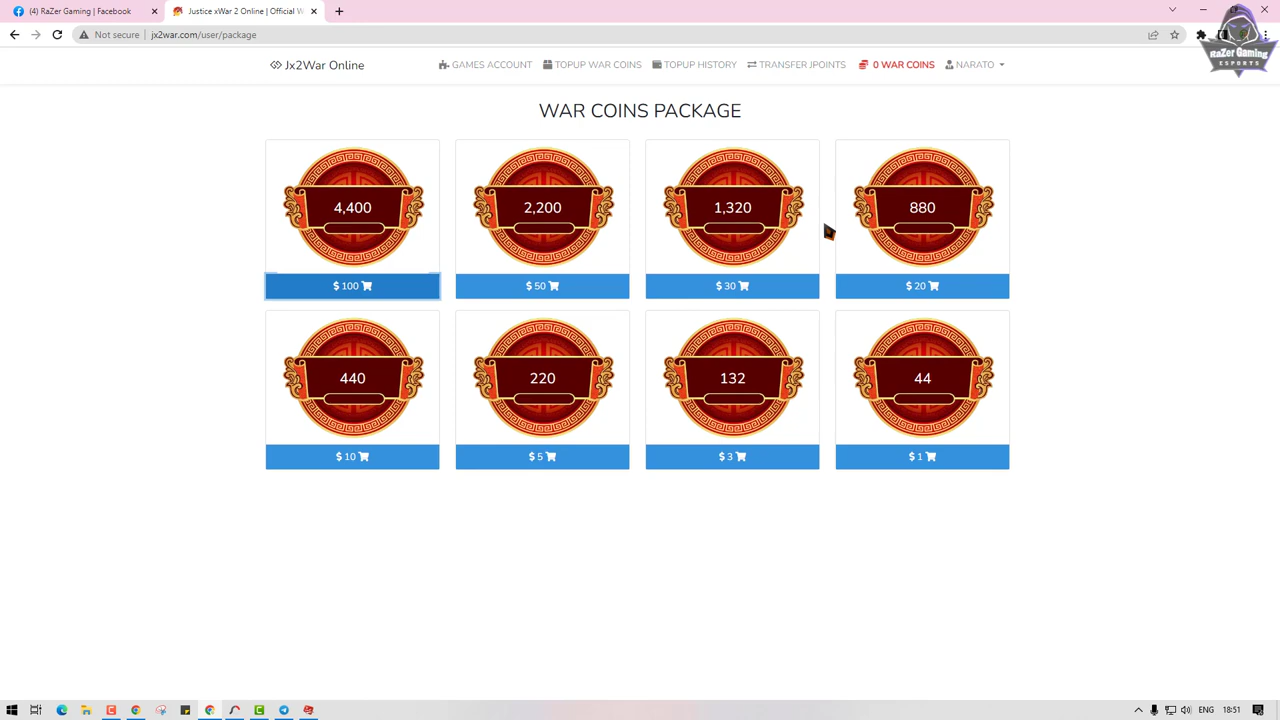 (4) RaZer Gaming | Facebook
Justice xWar 2 Online | Official W
Not secure | jx2war.com/user/package
RaZer Gaming
ESPORTS
Jx2War Online
GAMES ACCOUNT
TOPUP WAR COINS
TOPUP HISTORY
TRANSFER JPOINTS
0 WAR COINS
NARATO
WAR COINS PACKAGE
4,400
2,200
1,320
880
$ 100
$ 50
$ 30
$ 20
440
220
132
44
$ 10
$ 5
$ 3
$ 1
ENG
18:51